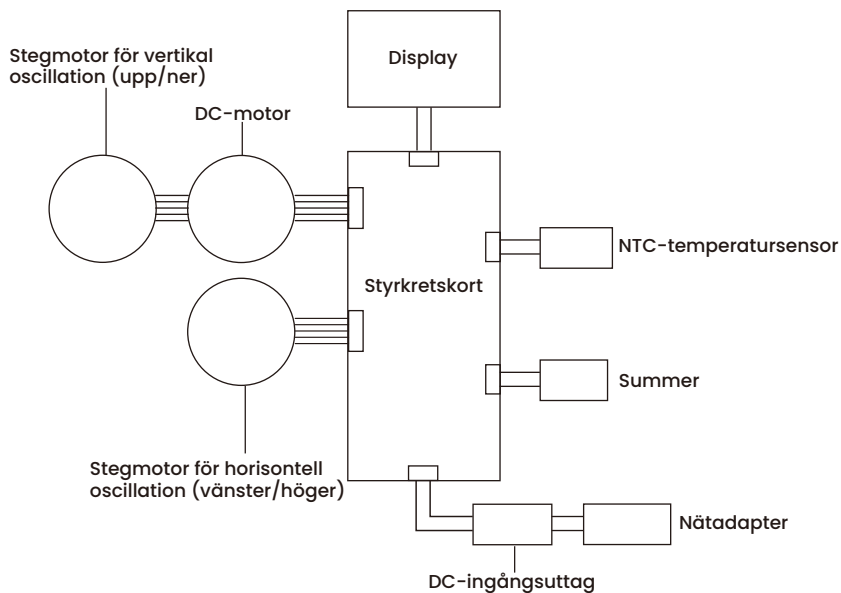 Stegmotor för vertikal
oscillation (upp/ner)
Display
DC-motor
NTC-temperatursensor
Styrkretskort
Summer
Stegmotor för horisontell
oscillation (vänster/höger)
Nätadapter
DC-ingångsuttag